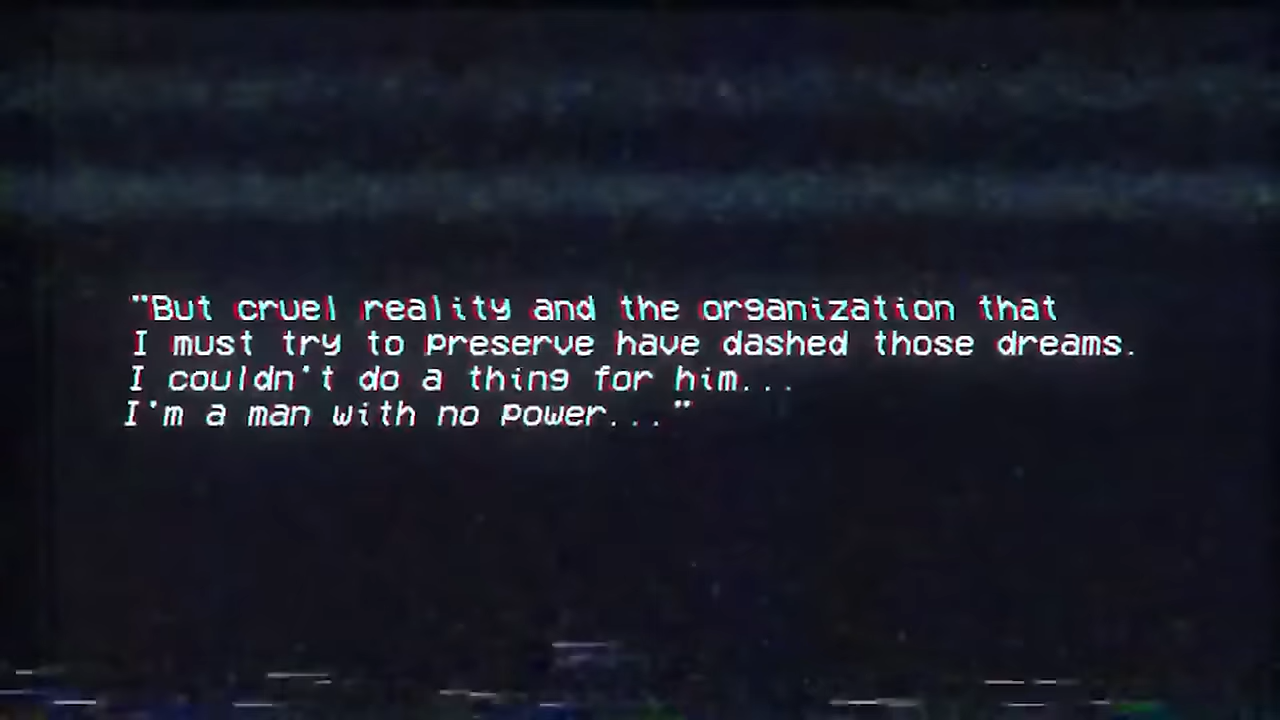 "But cruel reality and the organization that
I must try to preserve have dashed those dreams.
I couldn't do a thing for him...
I'm a man with no power..."